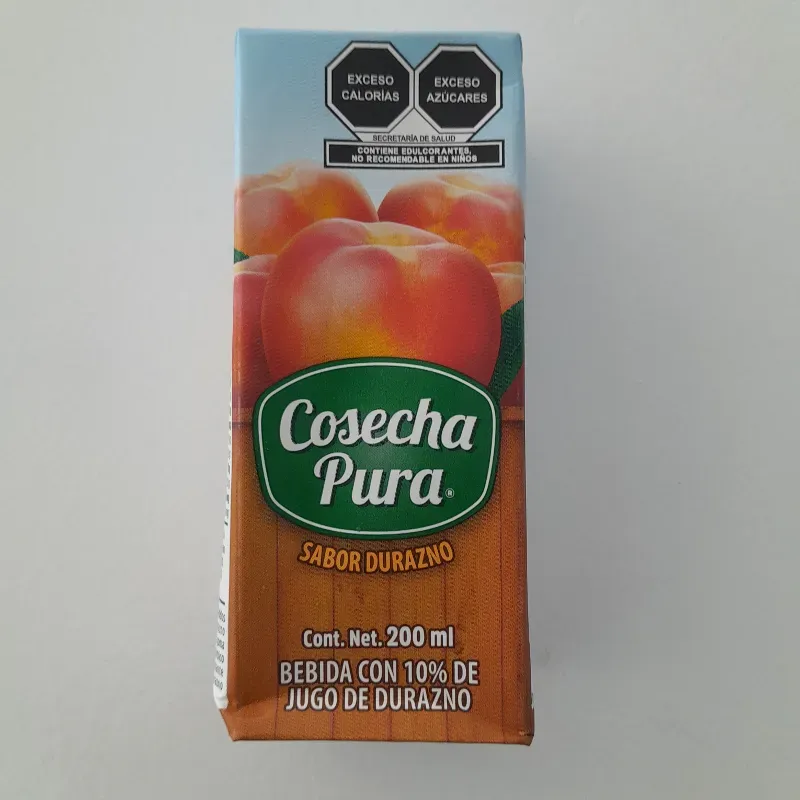 EXCESO
CALORÍAS
EXCESO
AZÚCARES
SECRETARÍA DE SALUD
CONTIENE EDULCORANTES,
NO RECOMENDABLE EN NIÑOS
Cosecha
Pura®
SABOR DURAZNO
Cont. Net. 200 ml
BEBIDA CON 10% DE
JUGO DE DURAZNO